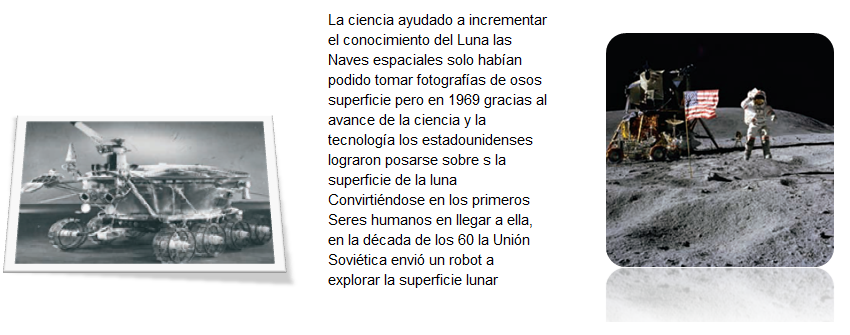 La ciencia ayudado a incrementar
el conocimiento del Luna las
Naves espaciales solo habían
podido tomar fotografías de osos
superficie pero en 1969 gracias al
avance de la ciencia y la
tecnología los estadounidenses
lograron posarse sobre s la
superficie de la luna
Convirtiéndose en los primeros
Seres humanos en llegar a ella,
en la década de los 60 la Unión
Soviética envió un robot a
explorar la superficie lunar